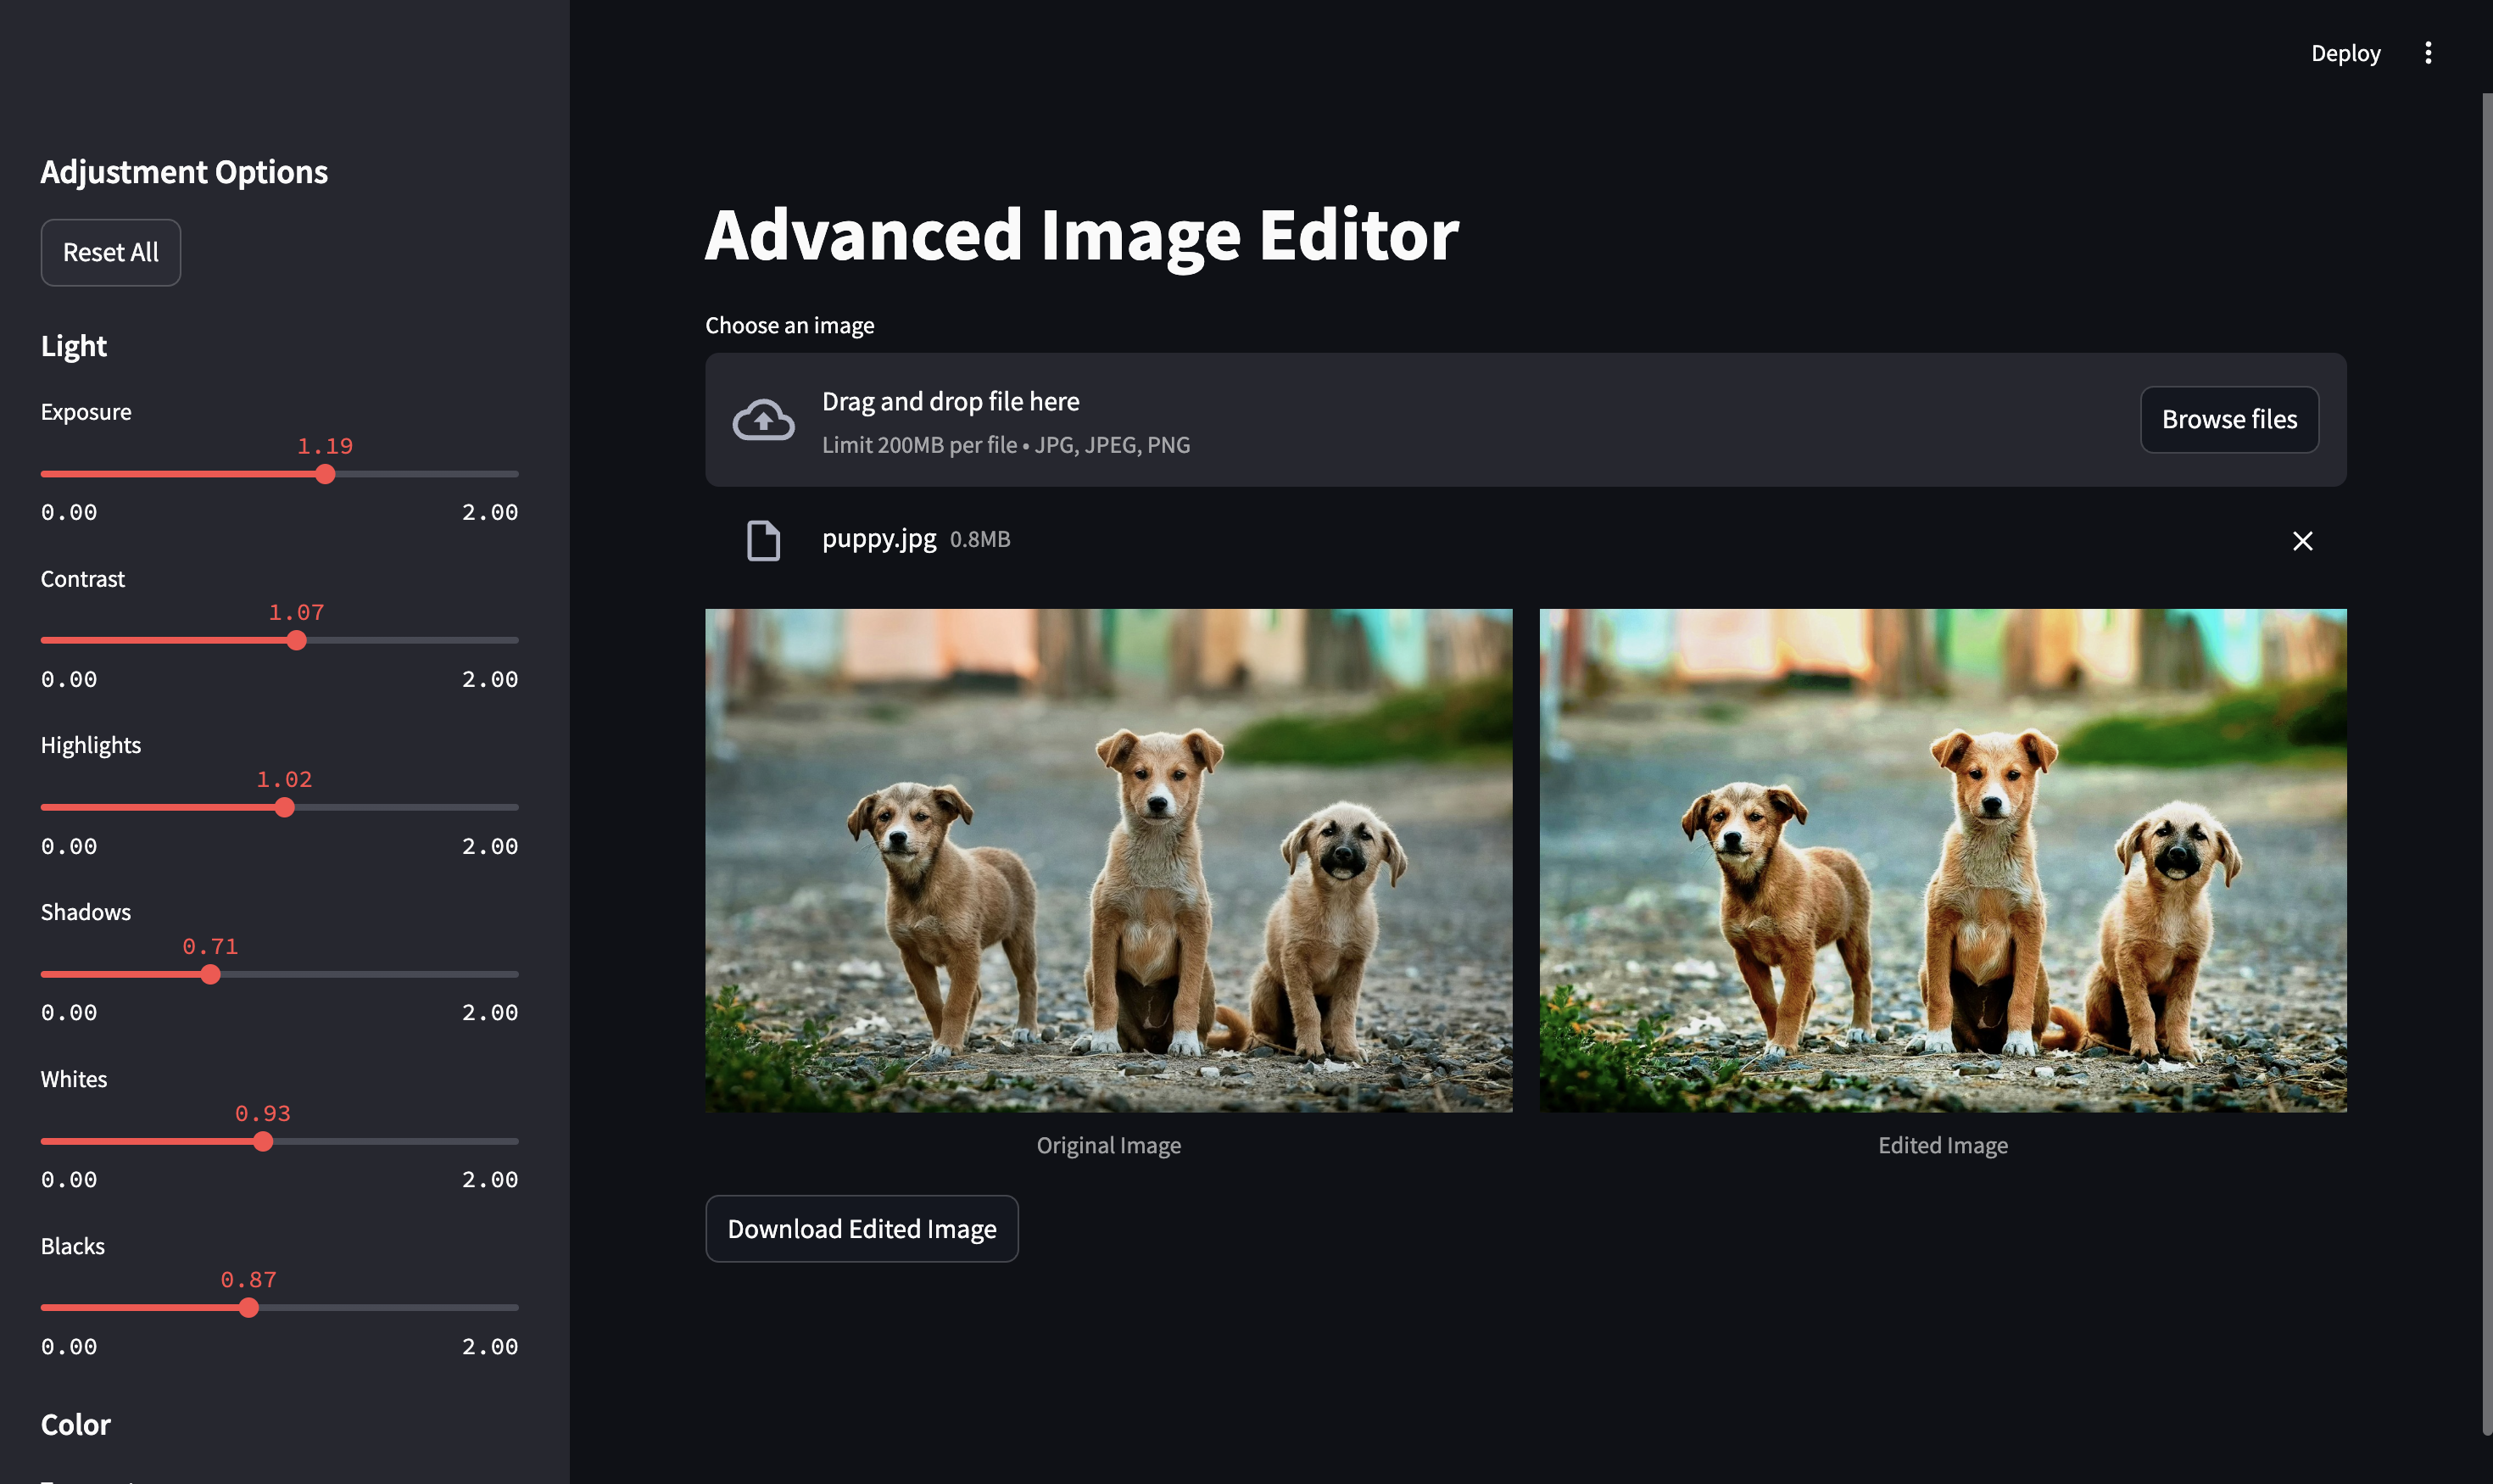 Deploy
Adjustment Options
Reset All
Light
Exposure
1.19
0.00 2.00
Contrast
1.07
0.00 2.00
Highlights
1.02
0.00 2.00
Shadows
0.71
0.00 2.00
Whites
0.93
0.00 2.00
Blacks
0.87
0.00 2.00
Color
Advanced Image Editor
Choose an image
Drag and drop file here
Limit 200MB per file • JPG, JPEG, PNG
Browse files
puppy.jpg 0.8MB
Original Image
Edited Image
Download Edited Image